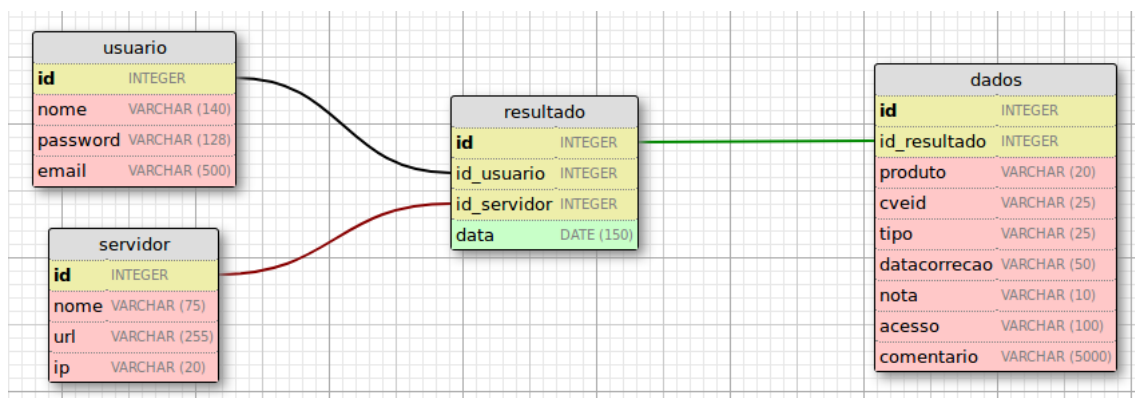 usuario
id INTEGER
nome VARCHAR (140)
password VARCHAR (128)
email VARCHAR (500)
servidor
id INTEGER
nome VARCHAR (75)
url VARCHAR (255)
ip VARCHAR (20)
resultado
id INTEGER
id_usuario INTEGER
id_servidor INTEGER
data DATE (150)
dados
id INTEGER
id_resultado INTEGER
produto VARCHAR (20)
cveid VARCHAR (25)
tipo VARCHAR (25)
datacorrecao VARCHAR (50)
nota VARCHAR (10)
acesso VARCHAR (100)
comentario VARCHAR (5000)